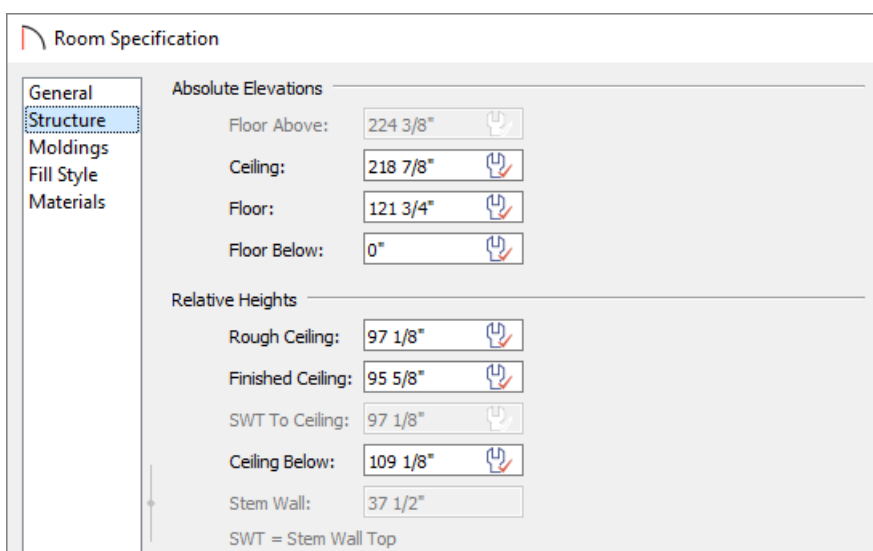 Room Specification
General
Structure
Moldings
Fill Style
Materials
Absolute Elevations
Floor Above: 224 3/8"
Ceiling: 218 7/8"
Floor: 121 3/4"
Floor Below: 0"
Relative Heights
Rough Ceiling: 97 1/8"
Finished Ceiling: 95 5/8"
SWT To Ceiling: 97 1/8"
Ceiling Below: 109 1/8"
Stem Wall: 37 1/2"
SWT = Stem Wall Top